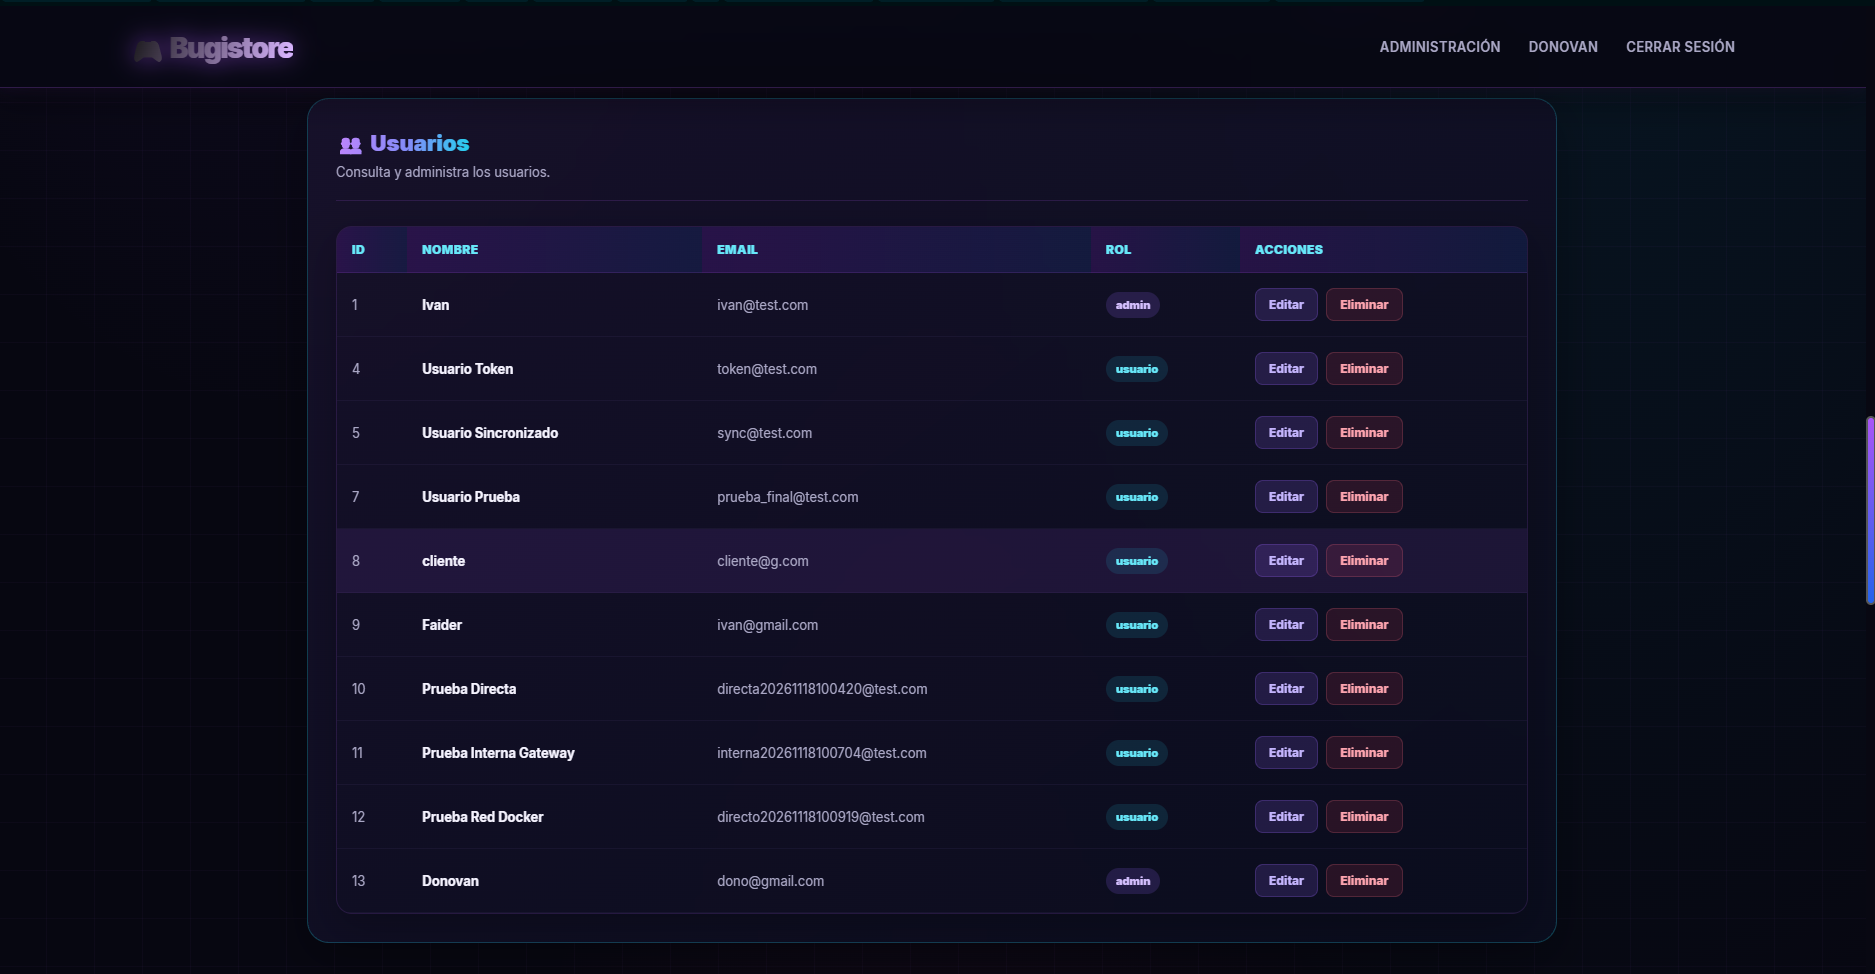 Bugistore
ADMINISTRACIÓN DONOVAN CERRAR SESIÓN
Usuarios
Consulta y administra los usuarios.
ID NOMBRE EMAIL ROL ACCIONES
1 Ivan ivan@test.com admin Editar Eliminar
4 Usuario Token token@test.com usuario Editar Eliminar
5 Usuario Sincronizado sync@test.com usuario Editar Eliminar
7 Usuario Prueba prueba_final@test.com usuario Editar Eliminar
8 cliente cliente@g.com usuario Editar Eliminar
9 Faider ivan@gmail.com usuario Editar Eliminar
10 Prueba Directa directa20261118100420@test.com usuario Editar Eliminar
11 Prueba Interna Gateway interna20261118100704@test.com usuario Editar Eliminar
12 Prueba Red Docker directo20261118100919@test.com usuario Editar Eliminar
13 Donovan dono@gmail.com admin Editar Eliminar